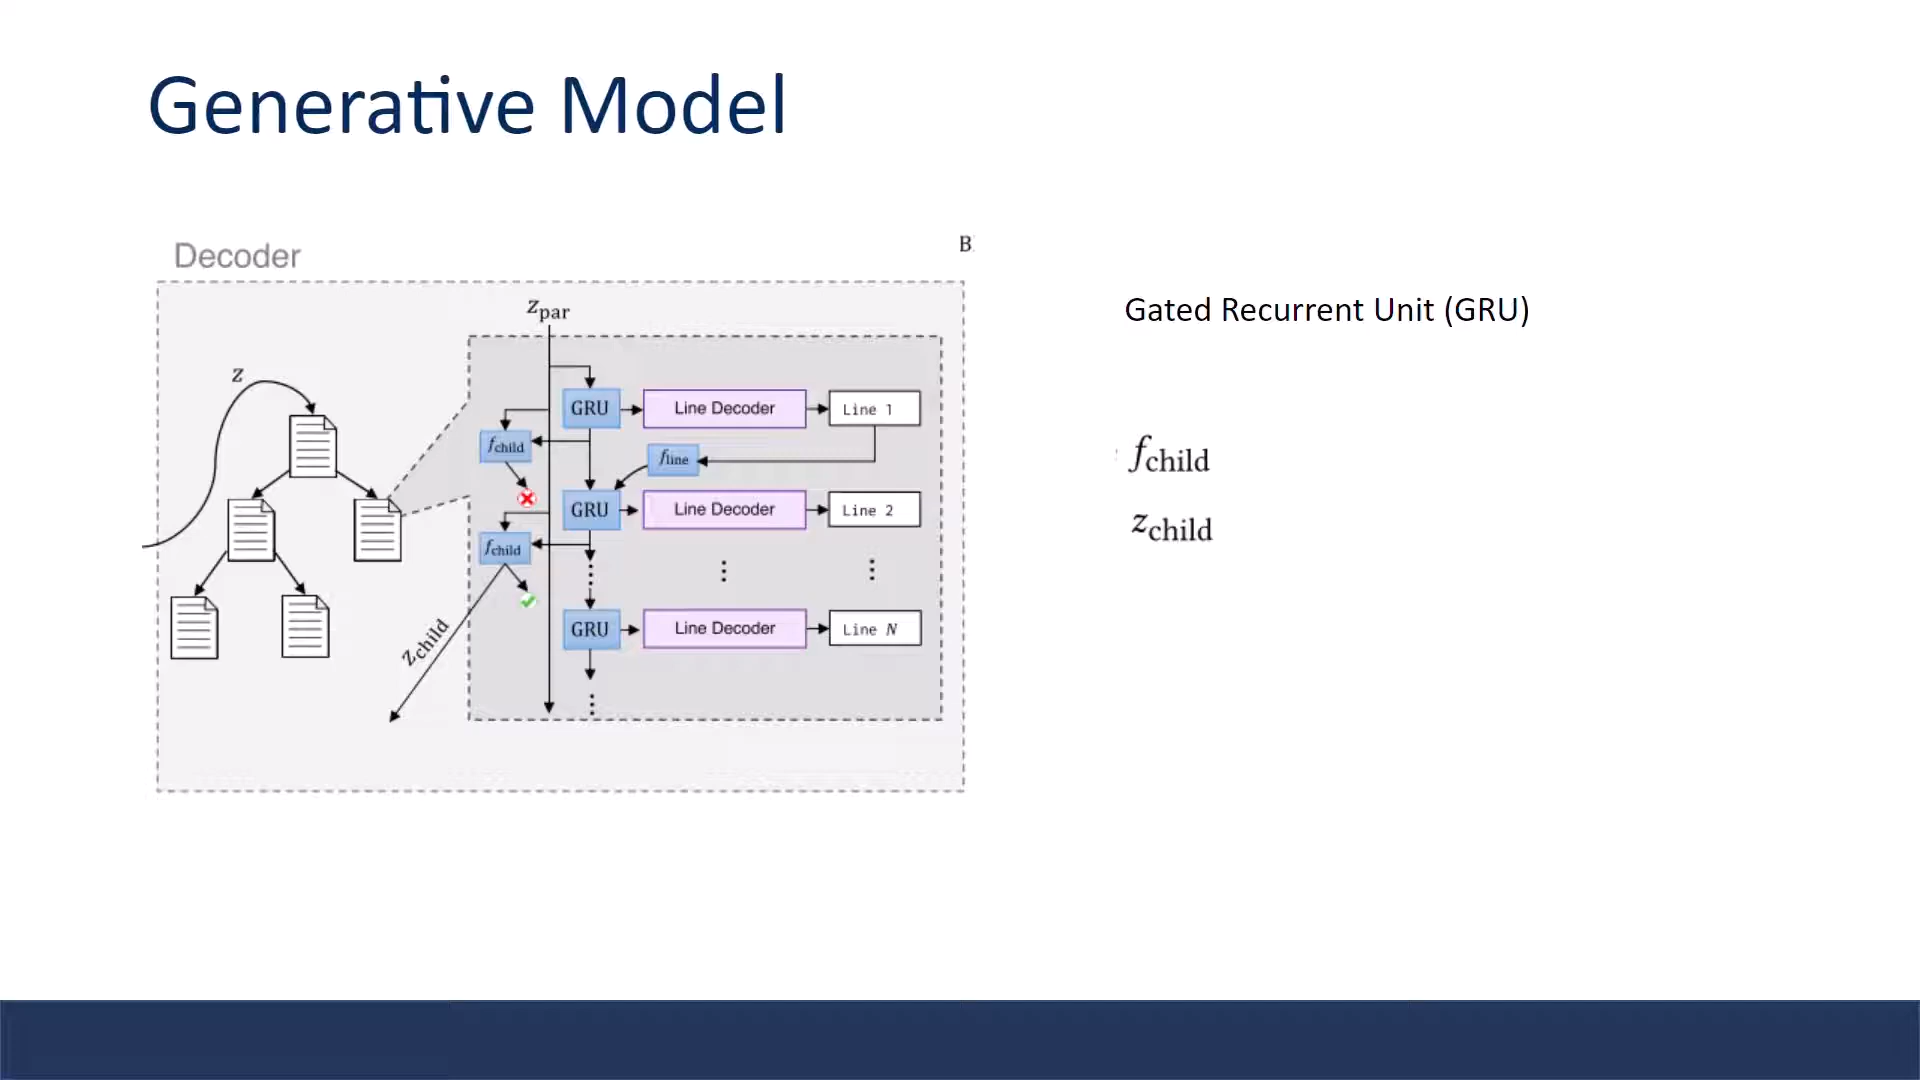 Generative Model
Decoder
B
z
z_par
GRU
Line Decoder
Line 1
f_child
f_line
GRU
Line Decoder
Line 2
f_child
z_child
GRU
Line Decoder
Line N
Gated Recurrent Unit (GRU)
f_child
z_child